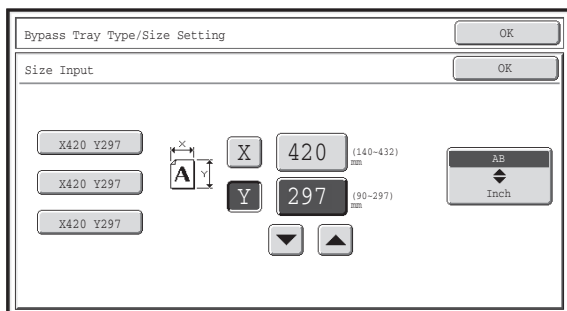 Bypass Tray Type/Size Setting OK
Size Input OK
X420 Y297
X420 Y297
X420 Y297
X
A Y
X 420 (140~432)
mm
Y 297 (90~297)
mm
AB
Inch